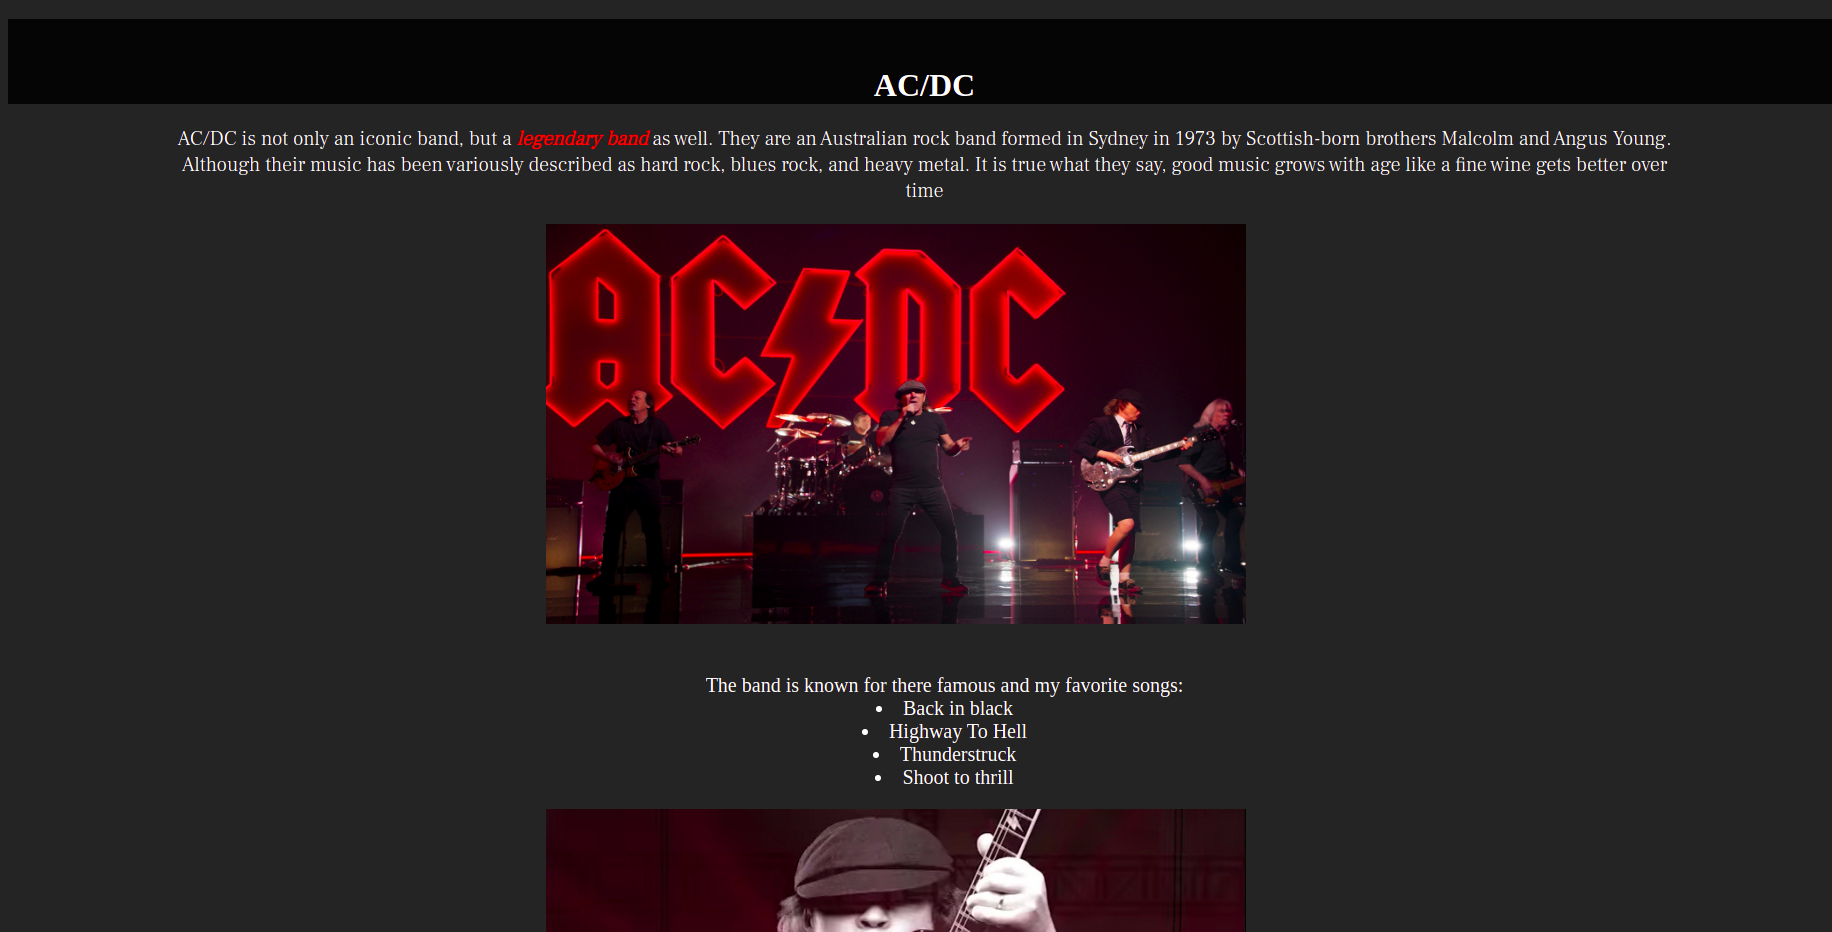 AC/DC
AC/DC is not only an iconic band, but a legendary band as well. They are an Australian rock band formed in Sydney in 1973 by Scottish-born brothers Malcolm and Angus Young.
Although their music has been variously described as hard rock, blues rock, and heavy metal. It is true what they say, good music grows with age like a fine wine gets better over
time
AC DC
The band is known for there famous and my favorite songs:
• Back in black
• Highway To Hell
• Thunderstruck
• Shoot to thrill